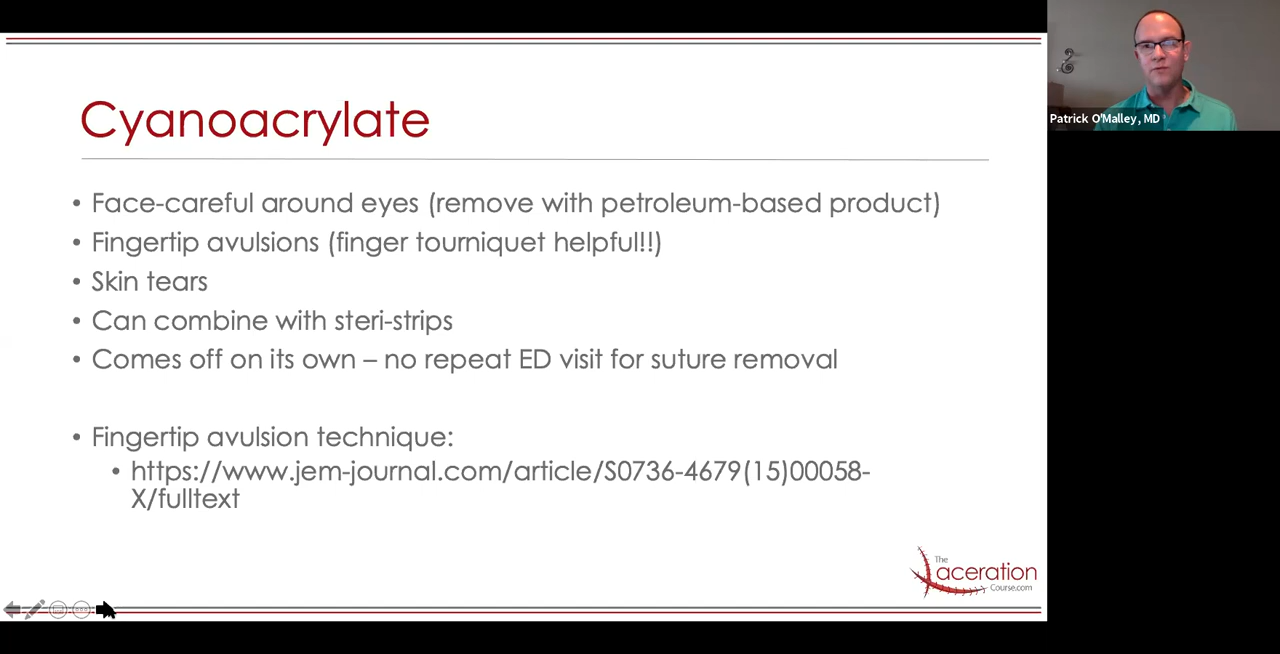 Cyanoacrylate
• Face-careful around eyes (remove with petroleum-based product)
• Fingertip avulsions (finger tourniquet helpful!!)
• Skin tears
• Can combine with steri-strips
• Comes off on its own – no repeat ED visit for suture removal
• Fingertip avulsion technique:
• https://www.jem-journal.com/article/S0736-4679(15)00058-
X/fulltext
The
Laceration
Course.com
Patrick O'Malley, MD